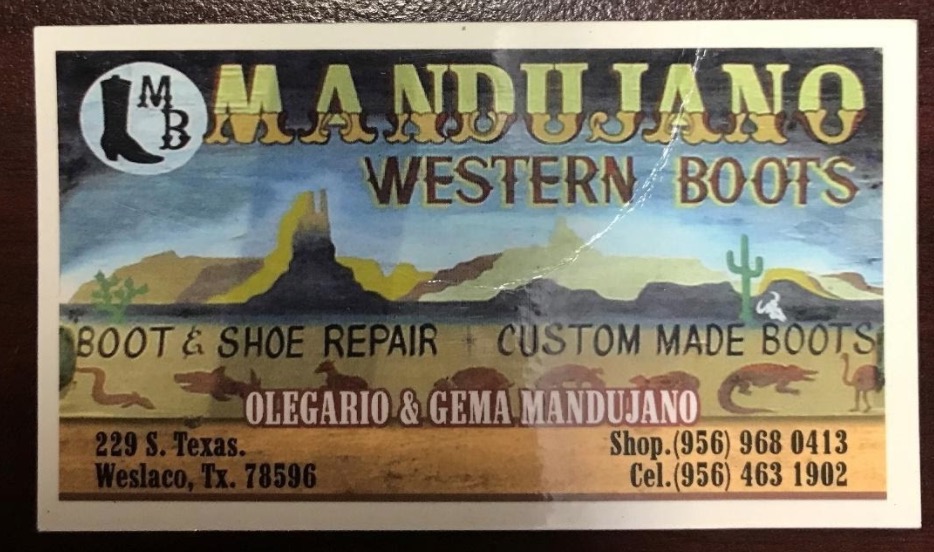 MB
MANDUJANO
WESTERN BOOTS
BOOT & SHOE REPAIR CUSTOM MADE BOOTS
OLEGARIO & GEMA MANDUJANO
229 S. Texas.
Weslaco, Tx. 78596
Shop.(956) 968 0413
Cel.(956) 463 1902